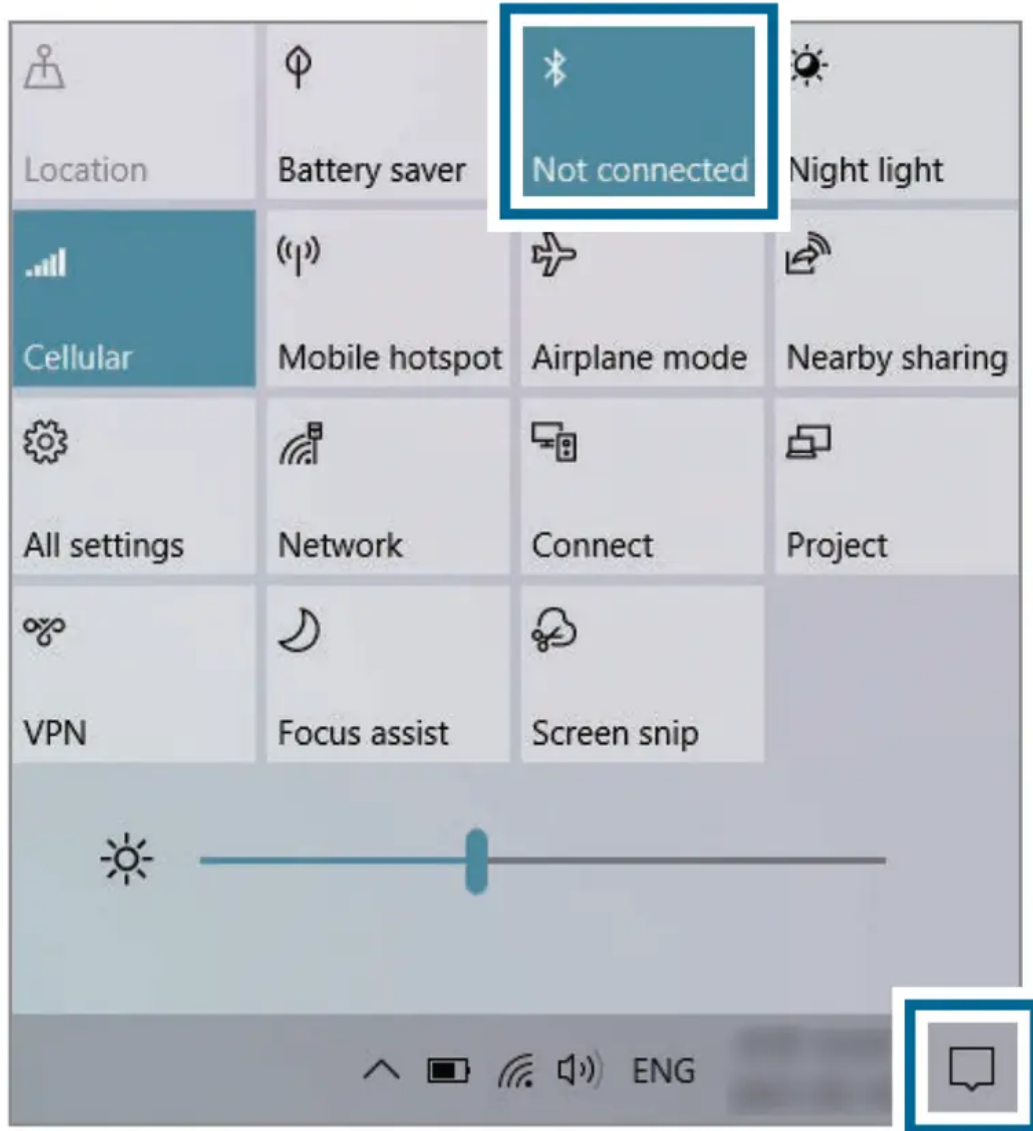 Location
Battery saver
Not connected
Night light
Cellular
Mobile hotspot
Airplane mode
Nearby sharing
All settings
Network
Connect
Project
VPN
Focus assist
Screen snip
ENG